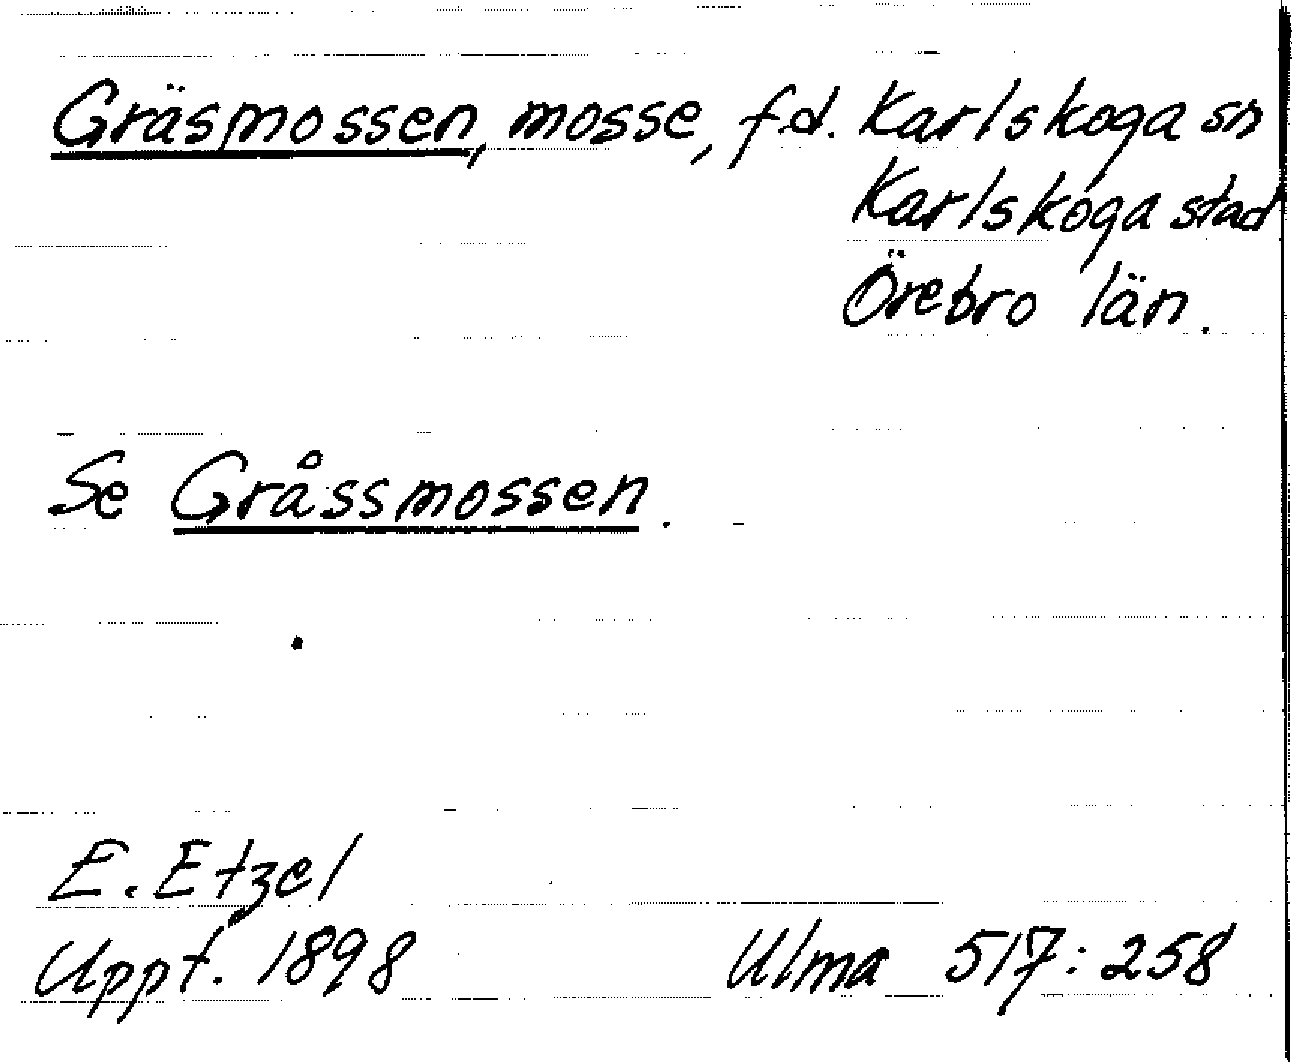 Gräsmossen, mosse, f.d. Karlskoga sn
Karlskoga stad
Örebro län.
Se Gråssmossen.
E. Etzel
Uppt. 1898
Ulma 517:258